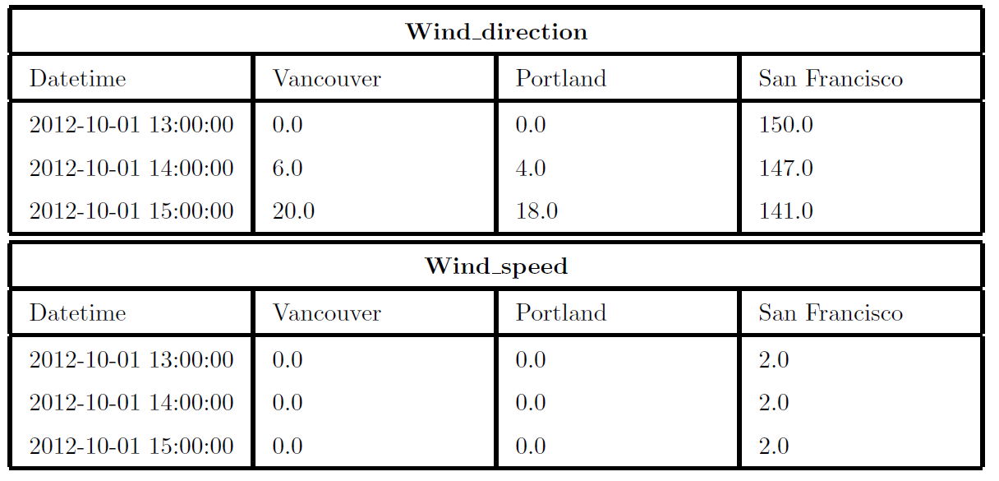 Wind_direction
Datetime Vancouver Portland San Francisco
2012-10-01 13:00:00 0.0 0.0 150.0
2012-10-01 14:00:00 6.0 4.0 147.0
2012-10-01 15:00:00 20.0 18.0 141.0
Wind_speed
Datetime Vancouver Portland San Francisco
2012-10-01 13:00:00 0.0 0.0 2.0
2012-10-01 14:00:00 0.0 0.0 2.0
2012-10-01 15:00:00 0.0 0.0 2.0